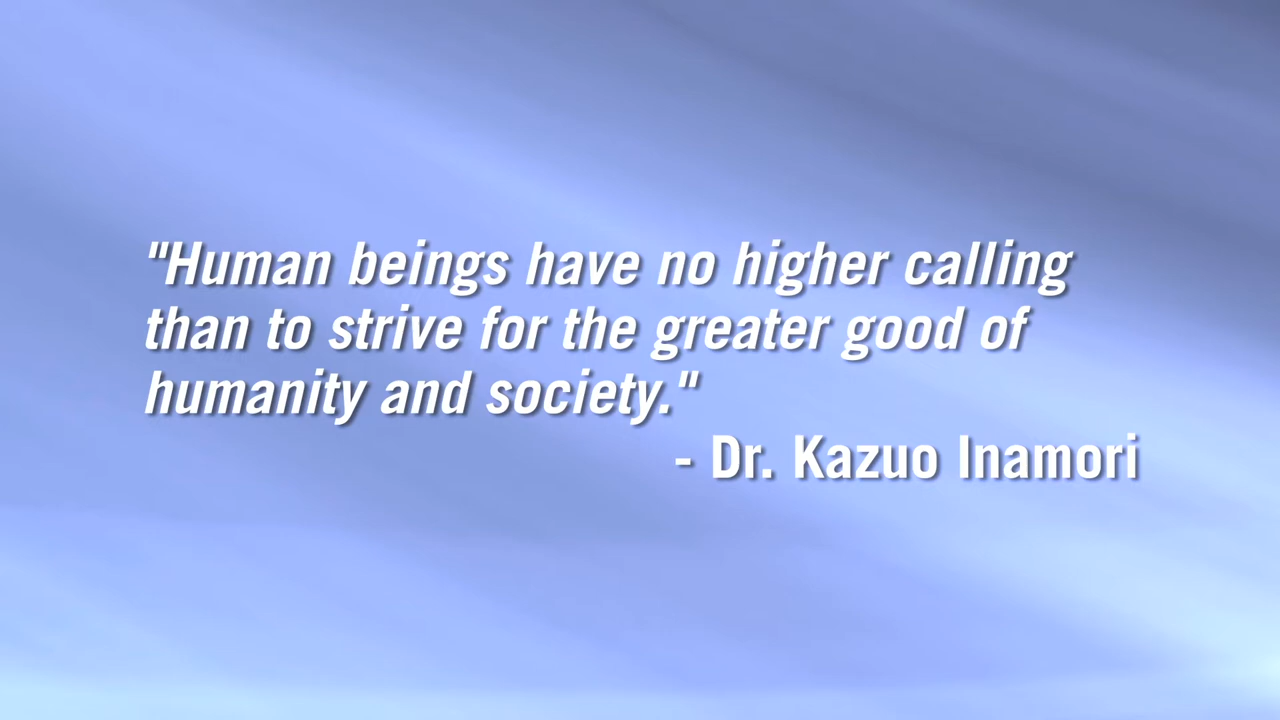 "Human beings have no higher calling
than to strive for the greater good of
humanity and society."
- Dr. Kazuo Inamori